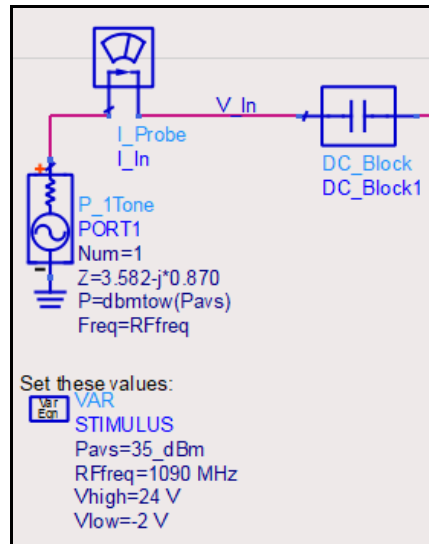 V_In
I_Probe
I_In
DC_Block
DC_Block1
+
P_1Tone
PORT1
Num=1
Z=3.582-j*0.870
P=dbmtow(Pavs)
Freq=RFfreq
-
Set these values:
Var
Eqn
VAR
STIMULUS
Pavs=35_dBm
RFfreq=1090 MHz
Vhigh=24 V
Vlow=-2 V